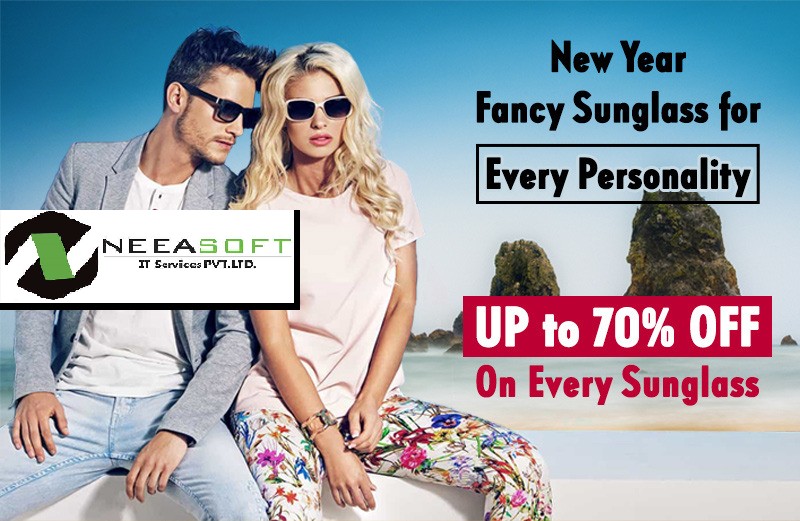 New Year
Fancy Sunglass for
Every Personality
NEEASOFT
IT Services PVT.LTD.
UP to 70% OFF
On Every Sunglass